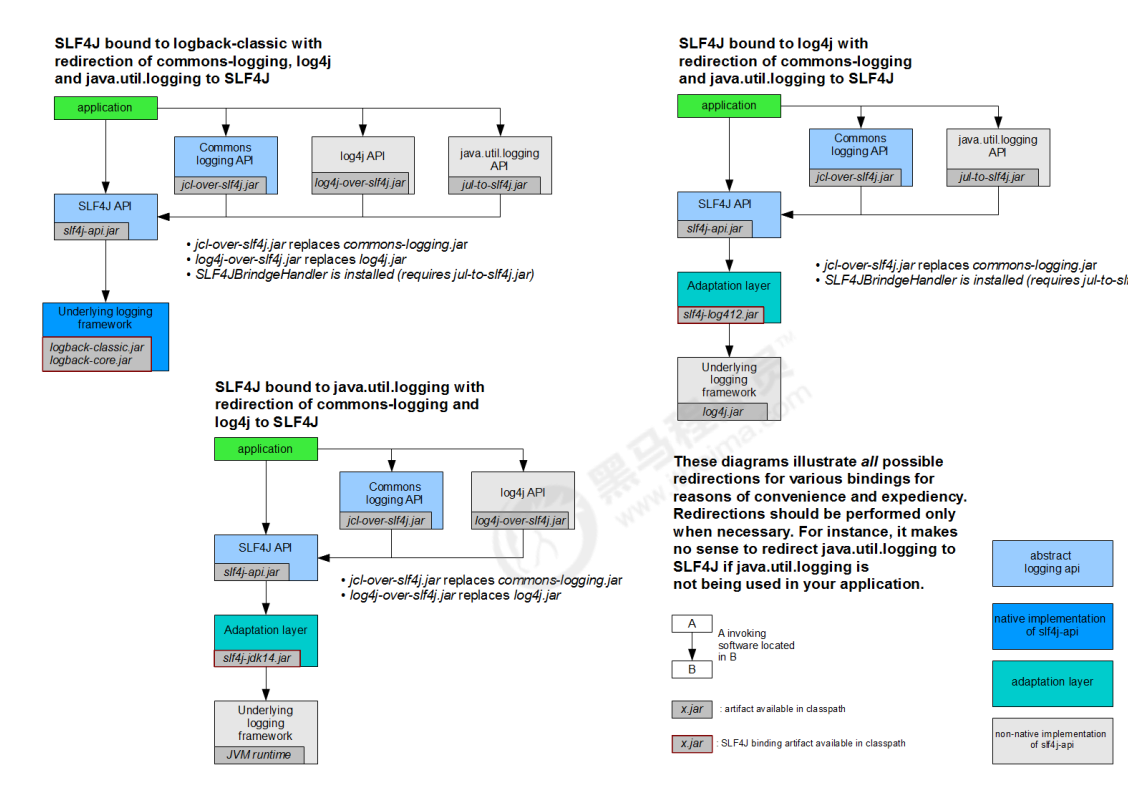 SLF4J bound to logback-classic with
redirection of commons-logging, log4j
and java.util.logging to SLF4J
application
Commons
logging API
jcl-over-slf4j.jar
log4j API
log4j-over-slf4j.jar
java.util.logging
API
jul-to-slf4j.jar
SLF4J API
slf4j-api.jar
• jcl-over-slf4j.jar replaces commons-logging.jar
• log4j-over-slf4j.jar replaces log4j.jar
• SLF4JBrindgeHandler is installed (requires jul-to-slf4j.jar)
Underlying logging
framework
logback-classic.jar
logback-core.jar
SLF4J bound to log4j with
redirection of commons-logging
and java.util.logging to SLF4J
application
Commons
logging API
jcl-over-slf4j.jar
java.util.logging
API
jul-to-slf4j.jar
SLF4J API
slf4j-api.jar
• jcl-over-slf4j.jar replaces commons-logging.jar
• SLF4JBrindgeHandler is installed (requires jul-to-slf
Adaptation layer
slf4j-log412.jar
Underlying
logging
framework
log4j.jar
SLF4J bound to java.util.logging with
redirection of commons-logging and
log4j to SLF4J
application
Commons
logging API
jcl-over-slf4j.jar
log4j API
log4j-over-slf4j.jar
SLF4J API
slf4j-api.jar
• jcl-over-slf4j.jar replaces commons-logging.jar
• log4j-over-slf4j.jar replaces log4j.jar
Adaptation layer
slf4j-jdk14.jar
Underlying
logging
framework
JVM runtime
These diagrams illustrate all possible
redirections for various bindings for
reasons of convenience and expediency.
Redirections should be performed only
when necessary. For instance, it makes
no sense to redirect java.util.logging to
SLF4J if java.util.logging is
not being used in your application.
A
A invoking
software located
in B
B
x.jar : artifact available in classpath
x.jar : SLF4J binding artifact available in classpath
abstract
logging api
native implementation
of slf4j-api
adaptation layer
non-native implementation
of slf4j-api
黑马程序员TM
www.itheima.com